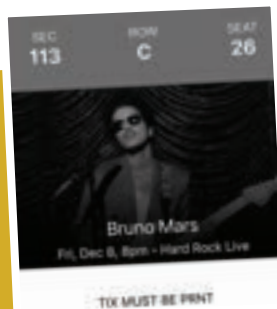 SEC ROW SEAT
113 C 26
Bruno Mars
Fri, Dec 8, 8pm - Hard Rock Live
TIX MUST BE PRNT